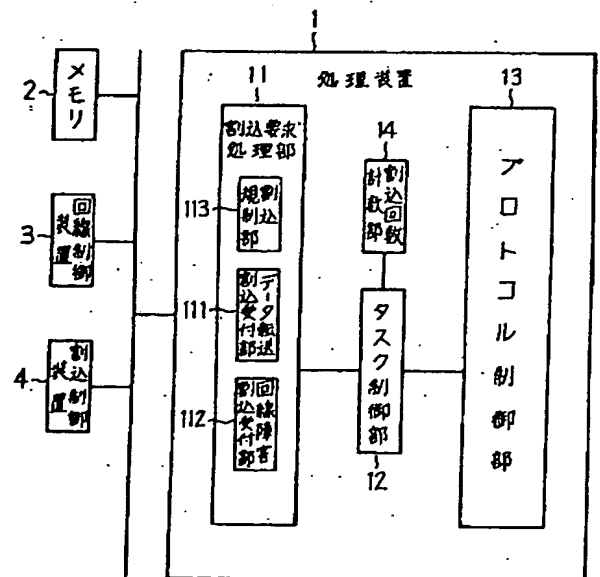 1
処理装置
2
メモリ
3
回線制御
装置
4
割込制御
装置
11
割込要求
処理部
113
割込
規制部
111
データ転送
割込受付部
112
回線障害
割込受付部
14
割込回数
計数部
タスク制御部
12
13
プロトコル制御部